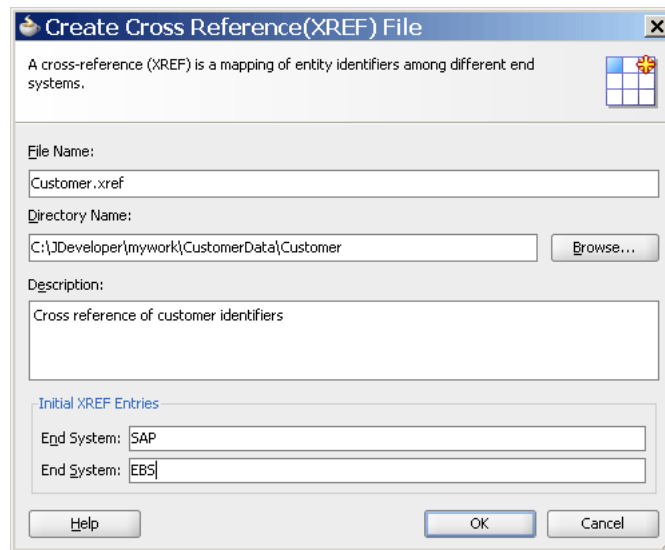 Create Cross Reference(XREF) File
A cross-reference (XREF) is a mapping of entity identifiers among different end
systems.
File Name:
Customer.xref
Directory Name:
C:\JDeveloper\mywork\CustomerData\Customer
Browse...
Description:
Cross reference of customer identifiers
Initial XREF Entries
End System: SAP
End System: EBS
Help OK Cancel